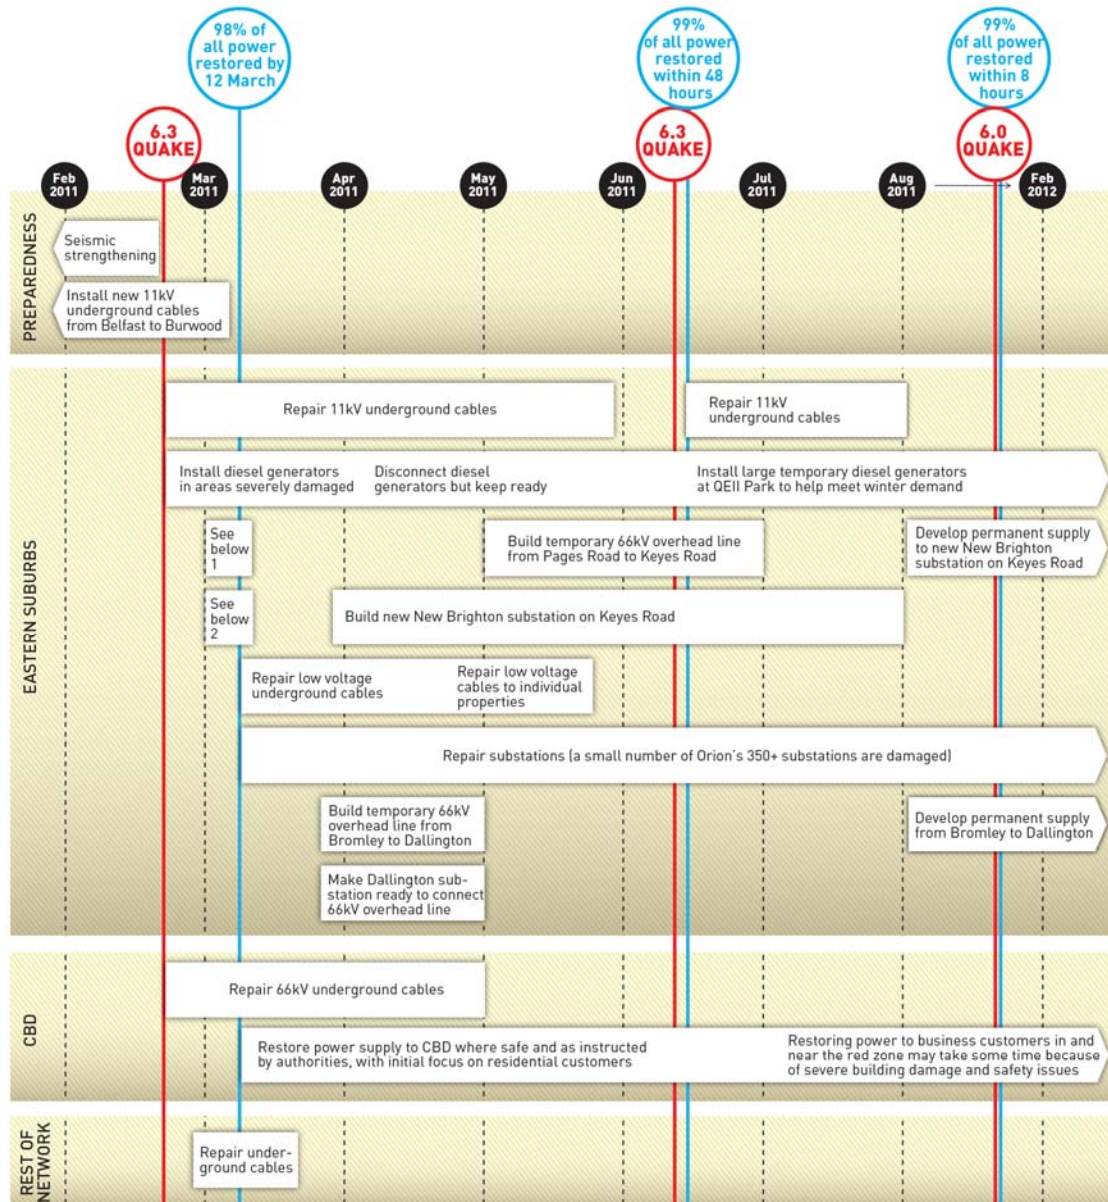 98% of
all power
restored by
12 March
99%
of all power
restored
within 48
hours
99%
of all power
restored
within 8
hours
6.3
QUAKE
6.3
QUAKE
6.0
QUAKE
Feb
2011
Mar
2011
Apr
2011
May
2011
Jun
2011
Jul
2011
Aug
2011
Feb
2012
PREPAREDNESS
Seismic
strengthening
Install new 11kV
underground cables
from Belfast to Burwood
EASTERN SUBURBS
Repair 11kV underground cables
Repair 11kV
underground cables
Install diesel generators
in areas severely damaged
Disconnect diesel
generators but keep ready
Install large temporary diesel generators
at QEII Park to help meet winter demand
See
below
1
Build temporary 66kV overhead line
from Pages Road to Keyes Road
Develop permanent supply
to new New Brighton
substation on Keyes Road
See
below
2
Build new New Brighton substation on Keyes Road
Repair low voltage
underground cables
Repair low voltage
cables to individual
properties
Repair substations (a small number of Orion's 350+ substations are damaged)
Build temporary 66kV
overhead line from
Bromley to Dallington
Develop permanent supply
from Bromley to Dallington
Make Dallington sub-
station ready to connect
66kV overhead line
CBD
Repair 66kV underground cables
Restore power supply to CBD where safe and as instructed
by authorities, with initial focus on residential customers
Restoring power to business customers in and
near the red zone may take some time because
of severe building damage and safety issues
REST OF
NETWORK
Repair under-
ground cables